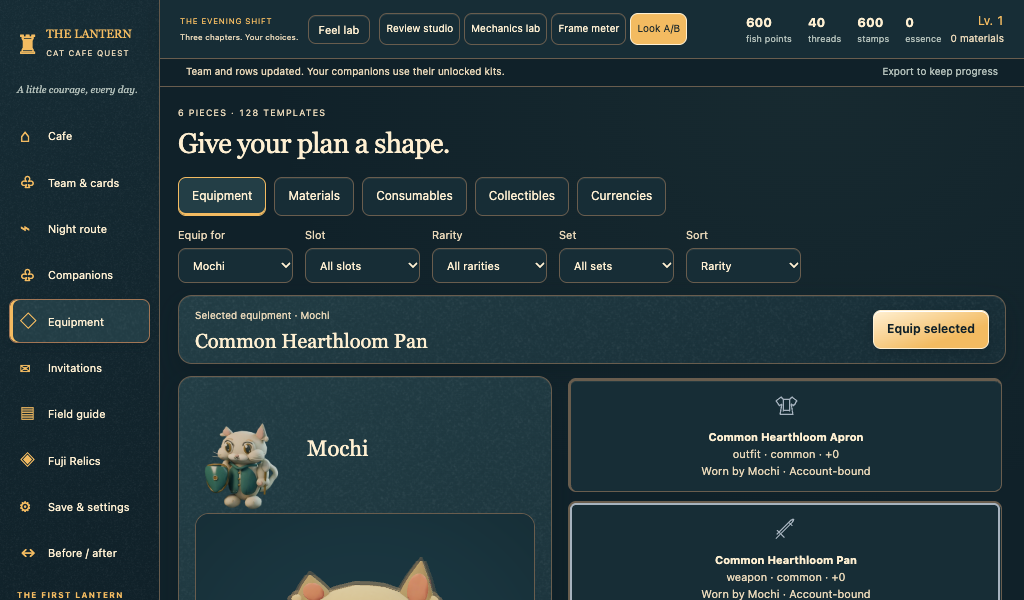 THE LANTERN
CAT CAFE QUEST
A little courage, every day.
Cafe
Team & cards
Night route
Companions
Equipment
Invitations
Field guide
Fuji Relics
Save & settings
Before / after
THE FIRST LANTERN
THE EVENING SHIFT
Three chapters. Your choices.
Feel lab
Review studio
Mechanics lab
Frame meter
Look A/B
600 fish points
40 threads
600 stamps
0 essence
Lv. 1
0 materials
Team and rows updated. Your companions use their unlocked kits.
Export to keep progress
6 PIECES · 128 TEMPLATES
Give your plan a shape.
Equipment
Materials
Consumables
Collectibles
Currencies
Equip for
Slot
Rarity
Set
Sort
Mochi
All slots
All rarities
All sets
Rarity
Selected equipment · Mochi
Common Hearthloom Pan
Equip selected
Mochi
Common Hearthloom Apron
outfit · common · +0
Worn by Mochi · Account-bound
Common Hearthloom Pan
weapon · common · +0
Worn by Mochi · Account-bound